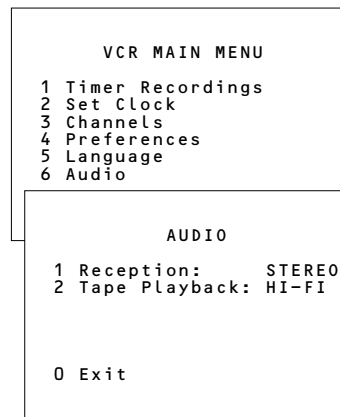 VCR MAIN MENU
1 Timer Recordings
2 Set Clock
3 Channels
4 Preferences
5 Language
6 Audio
AUDIO
1 Reception: STEREO
2 Tape Playback: HI-FI
0 Exit